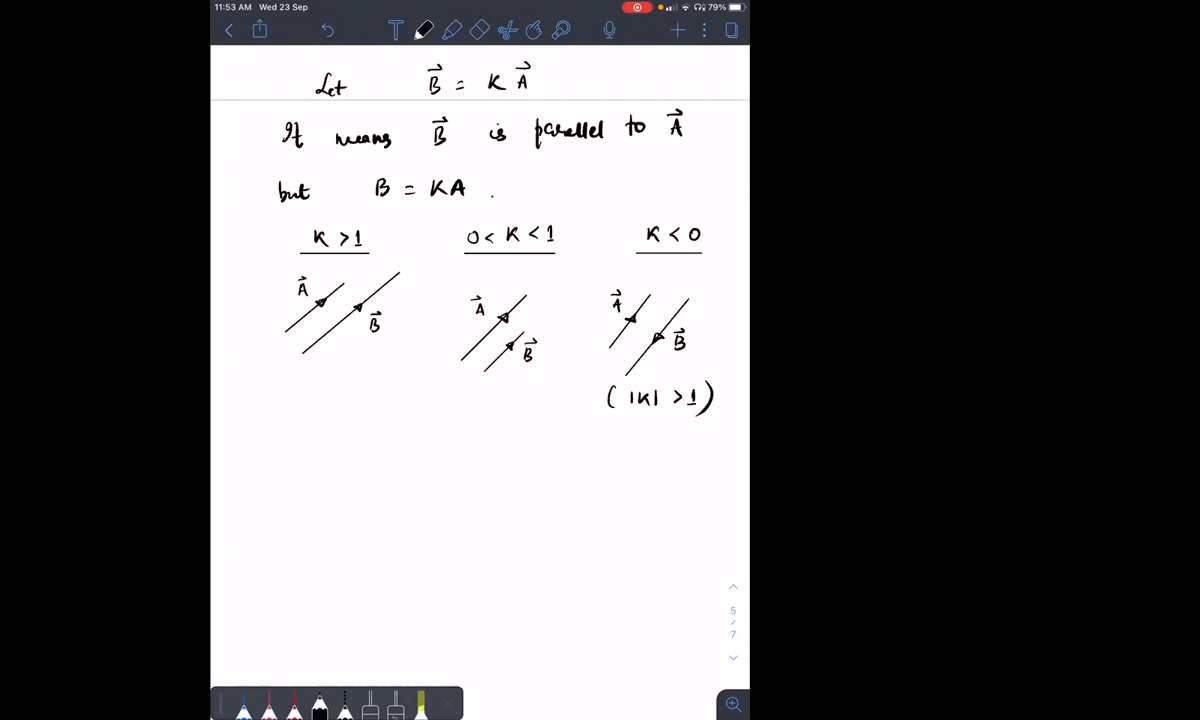 11:53 AM Wed 23 Sep 79%
T
Let B⃗ = K A⃗
It means B⃗ is parallel to A⃗
but B = KA .
K > 1 0 < K < 1 K < 0
A⃗ B⃗ A⃗ B⃗ A⃗ B⃗
( |K| > 1 )
5
/
7